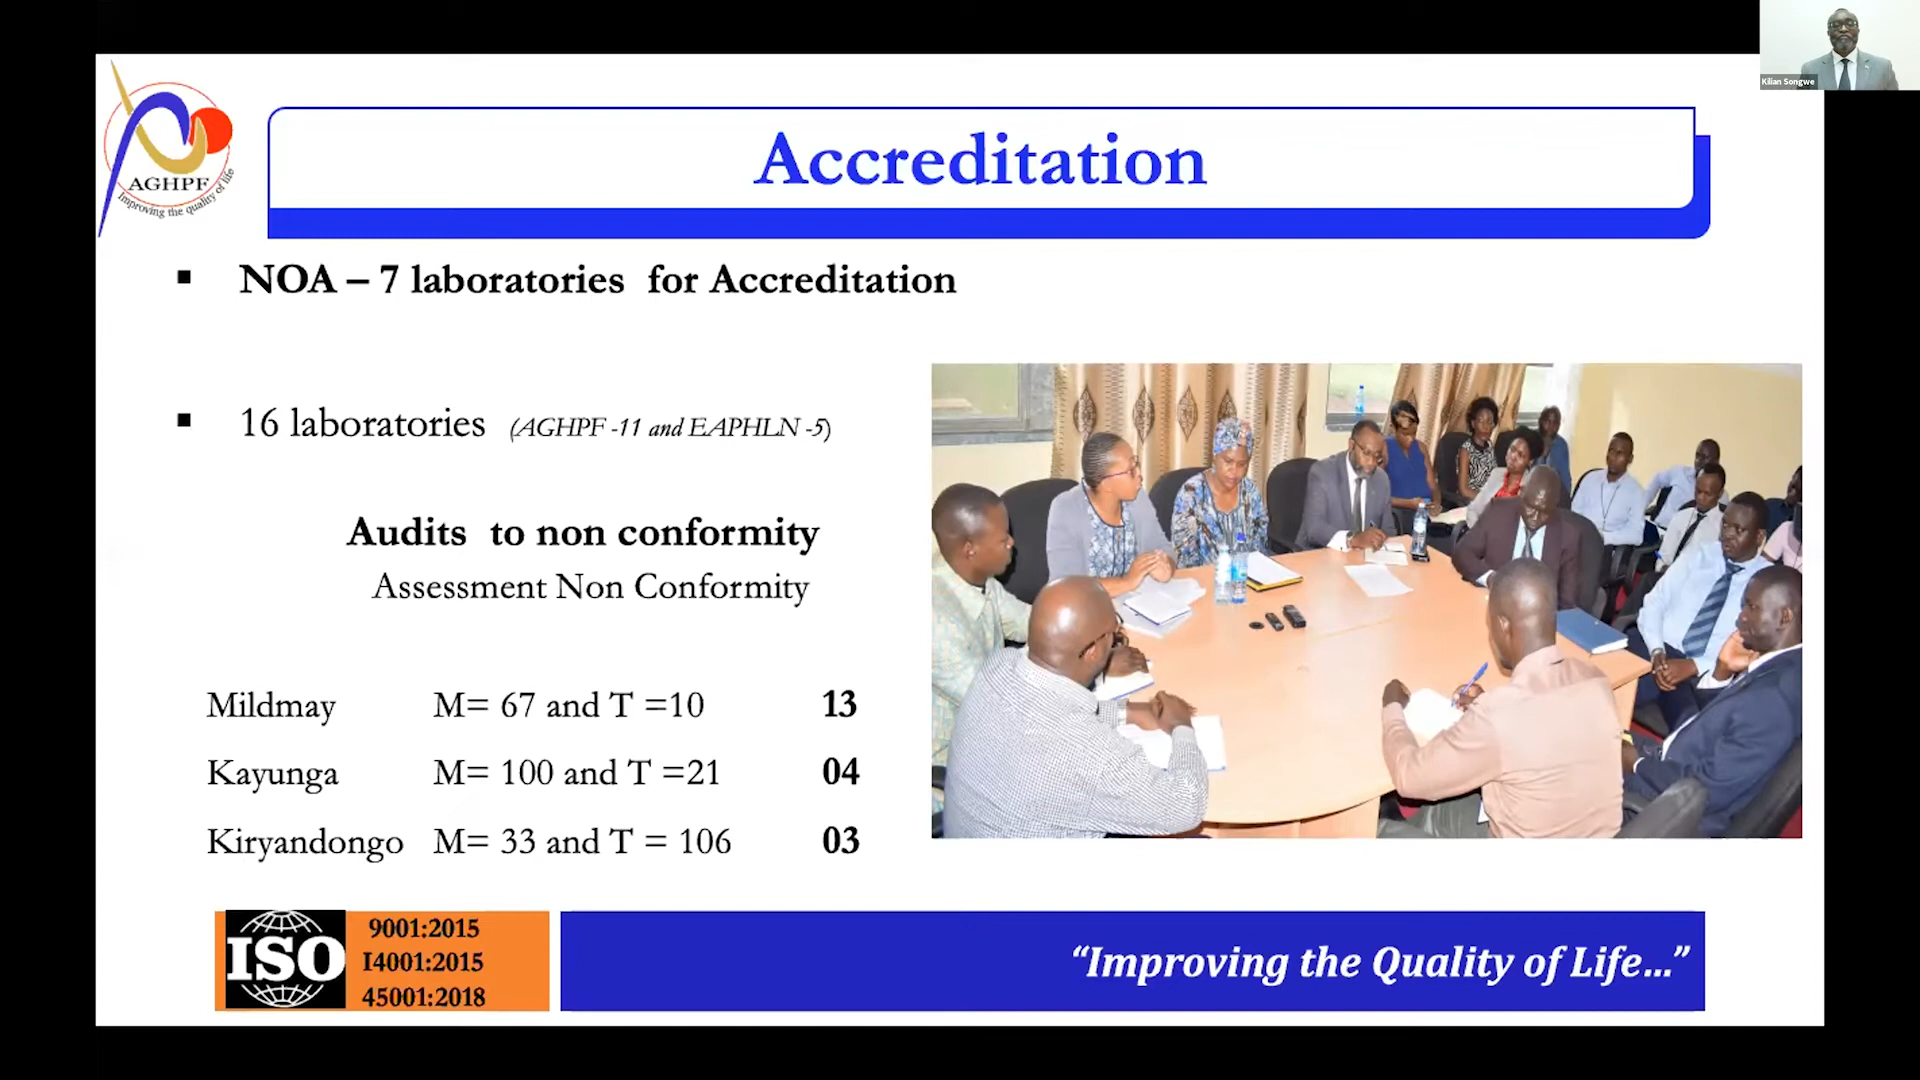 Kilian Songwe
AGHPF
Improving the quality of life
Accreditation
▪ NOA – 7 laboratories for Accreditation
▪ 16 laboratories (AGHPF -11 and EAPHLN -5)
Audits to non conformity
Assessment Non Conformity
Mildmay M= 67 and T =10 13
Kayunga M= 100 and T =21 04
Kiryandongo M= 33 and T = 106 03
ISO
9001:2015
14001:2015
45001:2018
“Improving the Quality of Life...”